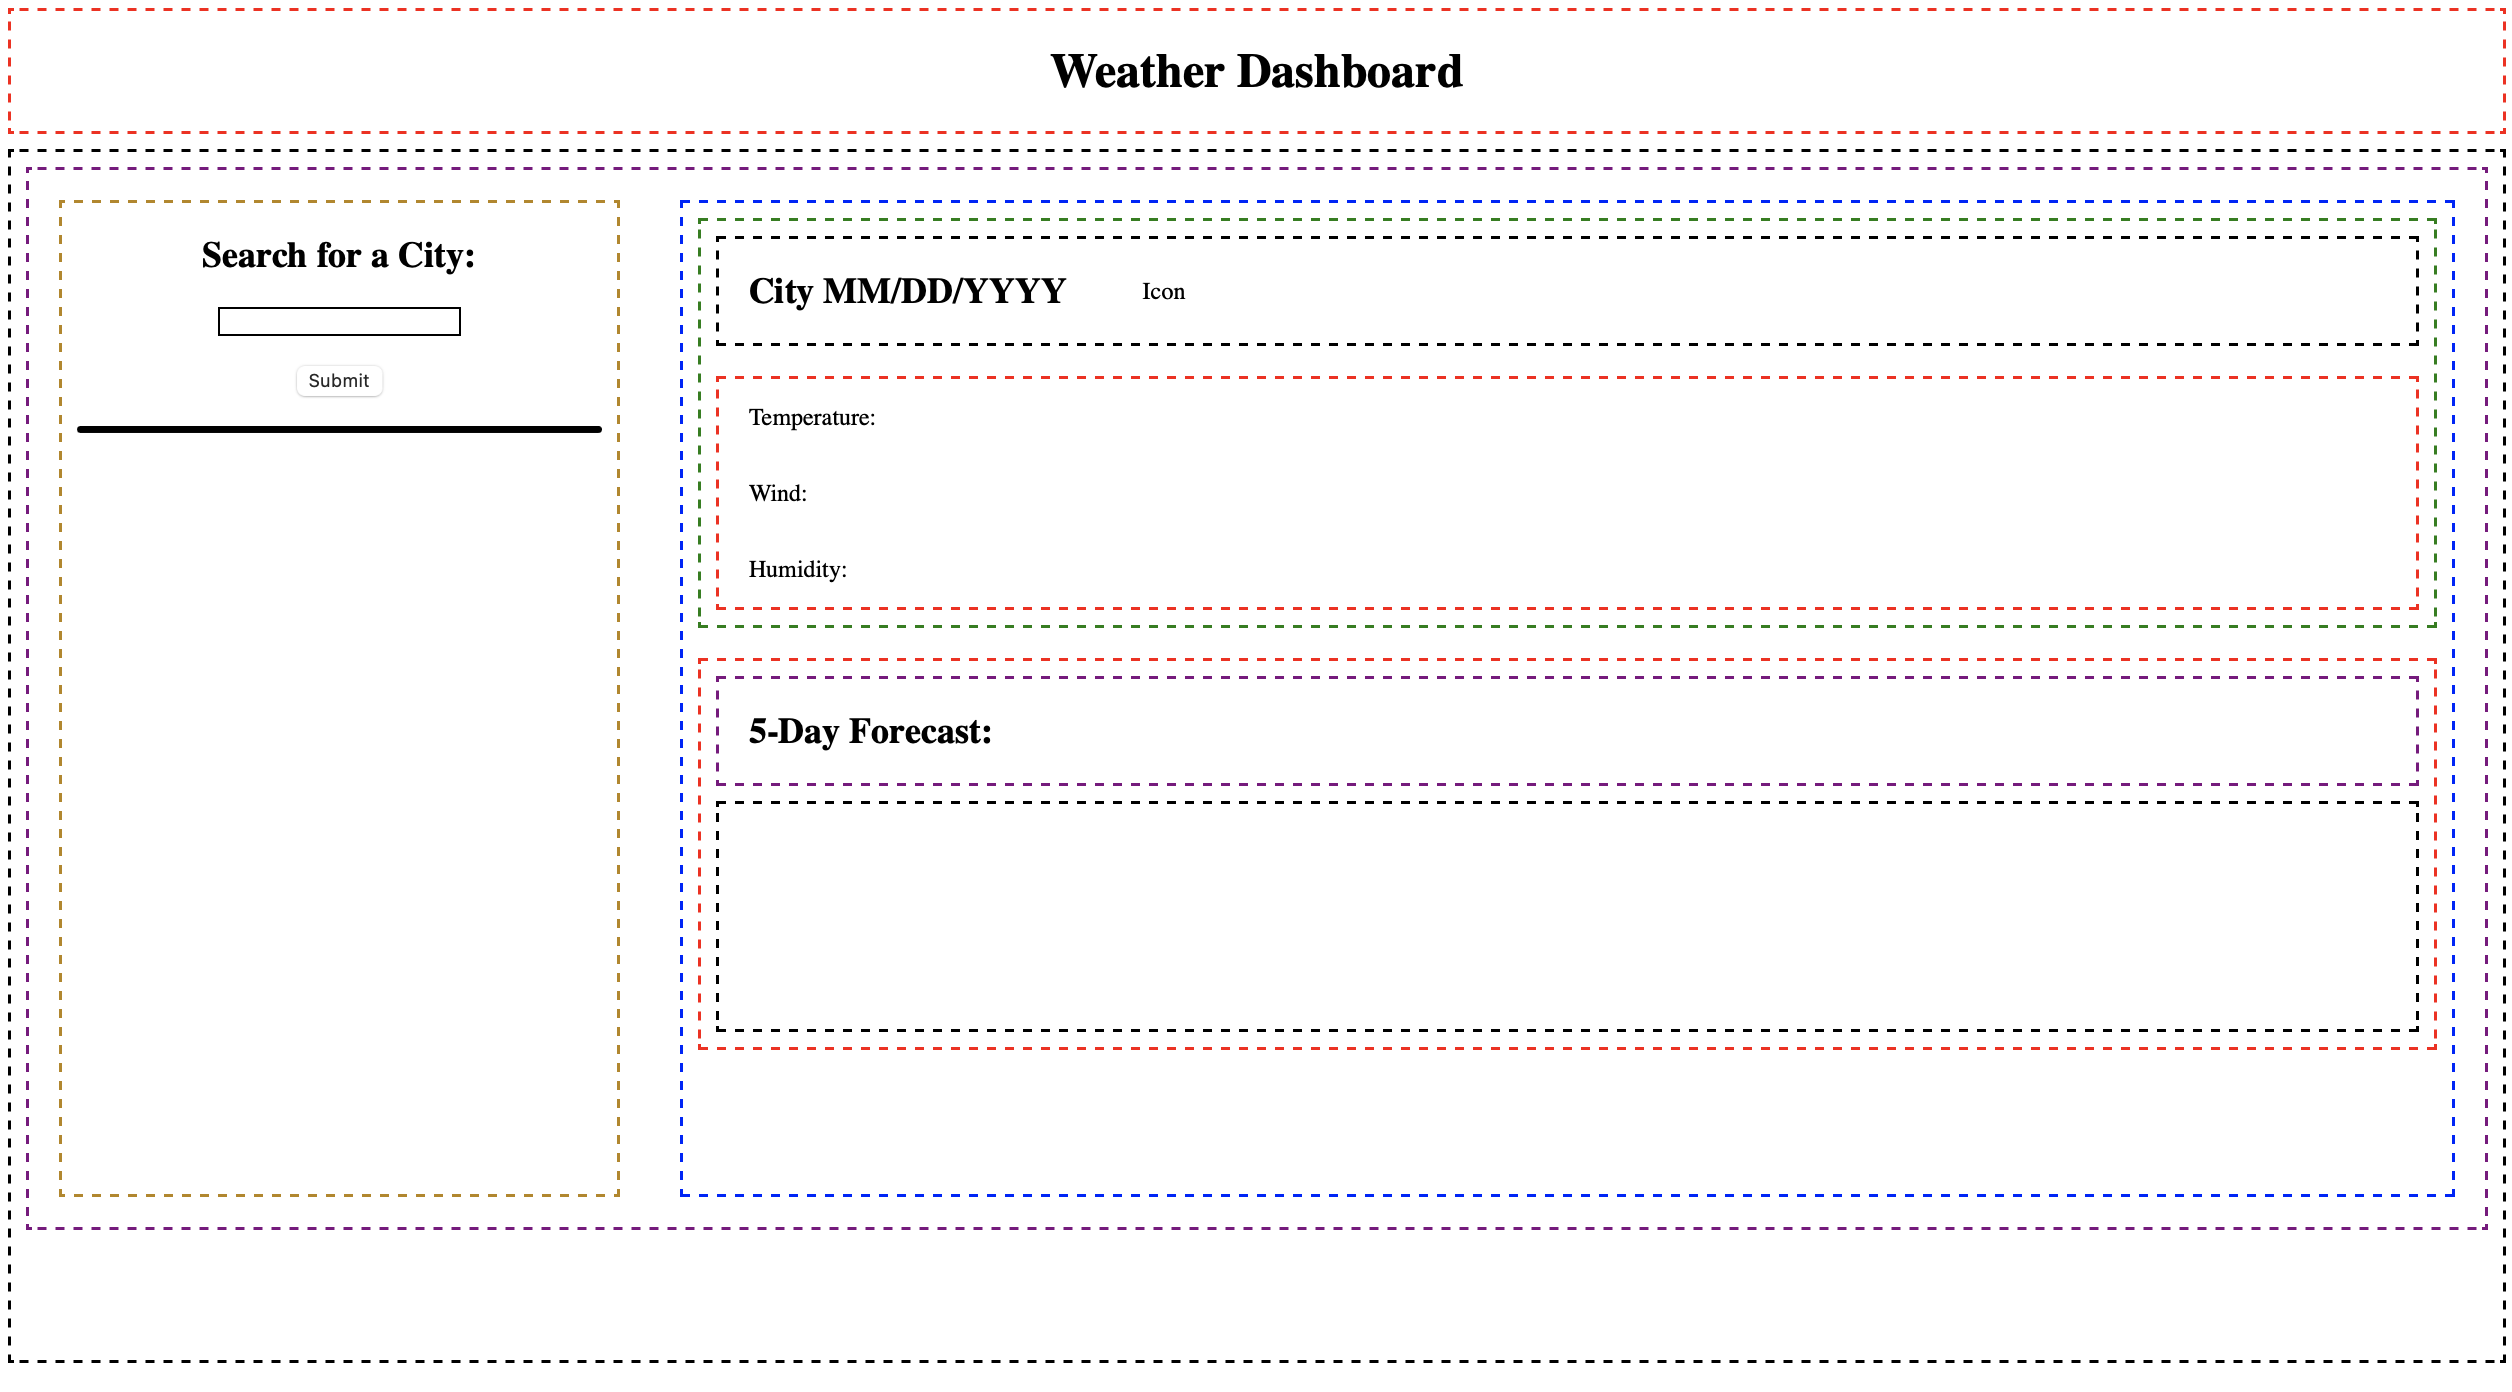 Weather Dashboard
Search for a City:
Submit
City MM/DD/YYYY Icon
Temperature:
Wind:
Humidity:
5-Day Forecast: